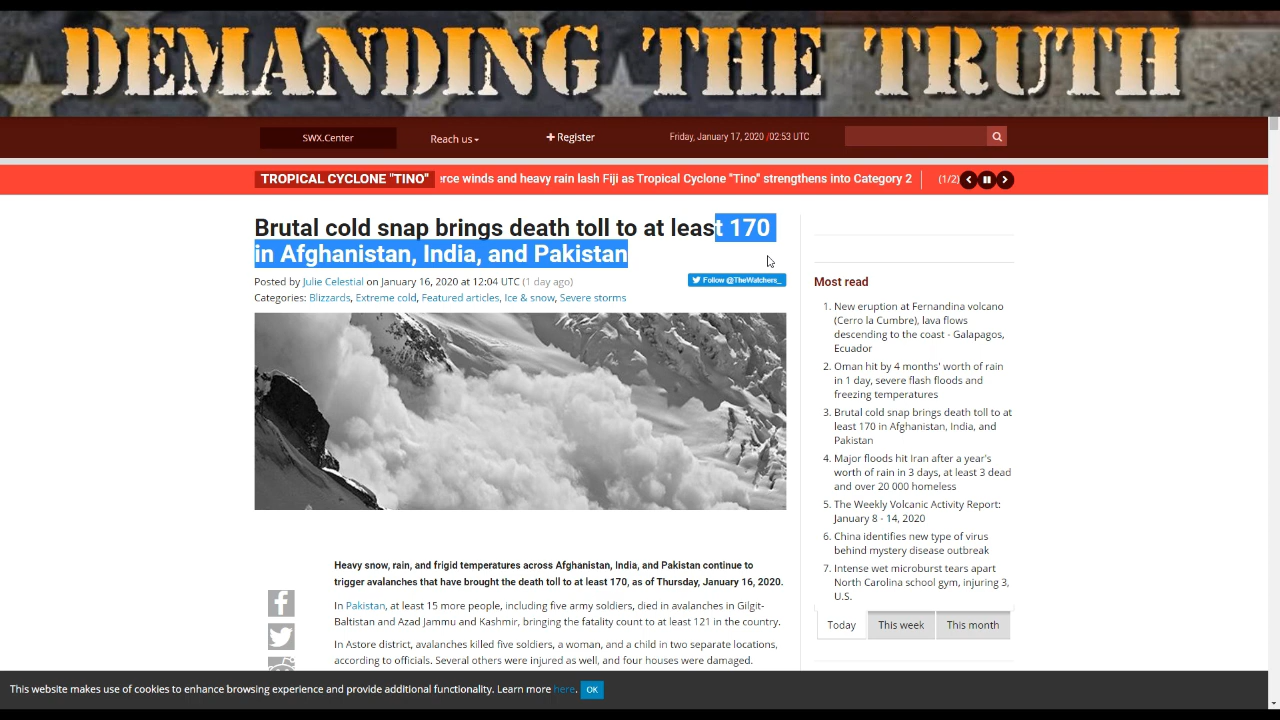 DEMANDING THE TRUTH
SWX.Center
Reach us
Register
Friday, January 17, 2020 /02:53 UTC
TROPICAL CYCLONE "TINO"
rce winds and heavy rain lash Fiji as Tropical Cyclone "Tino" strengthens into Category 2
(1/2)
Brutal cold snap brings death toll to at least 170
in Afghanistan, India, and Pakistan
Posted by Julie Celestial on January 16, 2020 at 12:04 UTC (1 day ago)
Follow @TheWatchers_
Categories: Blizzards, Extreme cold, Featured articles, Ice & snow, Severe storms
Heavy snow, rain, and frigid temperatures across Afghanistan, India, and Pakistan continue to
trigger avalanches that have brought the death toll to at least 170, as of Thursday, January 16, 2020.
In Pakistan, at least 15 more people, including five army soldiers, died in avalanches in Gilgit-
Baltistan and Azad Jammu and Kashmir, bringing the fatality count to at least 121 in the country.
In Astore district, avalanches killed five soldiers, a woman, and a child in two separate locations,
according to officials. Several others were injured as well, and four houses were damaged.
Most read
1. New eruption at Fernandina volcano
(Cerro la Cumbre), lava flows
descending to the coast - Galapagos,
Ecuador
2. Oman hit by 4 months' worth of rain
in 1 day, severe flash floods and
freezing temperatures
3. Brutal cold snap brings death toll to at
least 170 in Afghanistan, India, and
Pakistan
4. Major floods hit Iran after a year's
worth of rain in 3 days, at least 3 dead
and over 20 000 homeless
5. The Weekly Volcanic Activity Report:
January 8 - 14, 2020
6. China identifies new type of virus
behind mystery disease outbreak
7. Intense wet microburst tears apart
North Carolina school gym, injuring 3,
U.S.
Today
This week
This month
This website makes use of cookies to enhance browsing experience and provide additional functionality. Learn more here.
OK